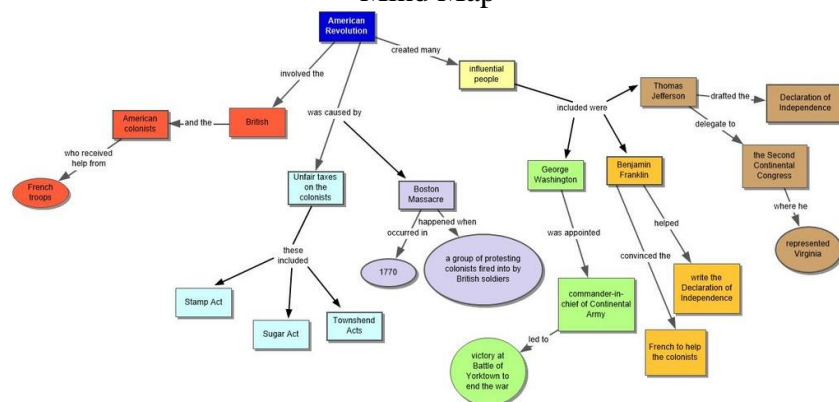 Mind Map
American
Revolution
created many
influential
people
involved the
was caused by
included were
British
and the
American
colonists
who received
help from
French
troops
Unfair taxes
on the
colonists
these
included
Stamp Act
Sugar Act
Townshend
Acts
Boston
Massacre
occurred in
1770
happened when
a group of protesting
colonists fired into by
British soldiers
George
Washington
was appointed
commander-in-
chief of Continental
Army
led to
victory at
Battle of
Yorktown to
end the war
Benjamin
Franklin
helped
write the
Declaration of
Independence
convinced the
French to help
the colonists
Thomas
Jefferson
drafted the
Declaration of
Independence
delegate to
the Second
Continental
Congress
where he
represented
Virginia